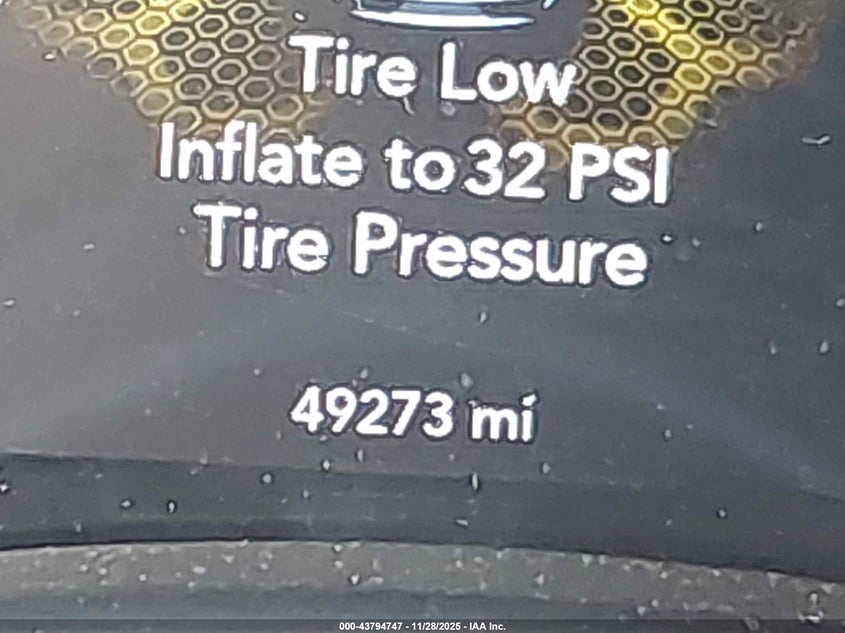 Tire Low
Inflate to 32 PSI
Tire Pressure
49273 mi
000-43794747 - 11/28/2025 - IAA Inc.